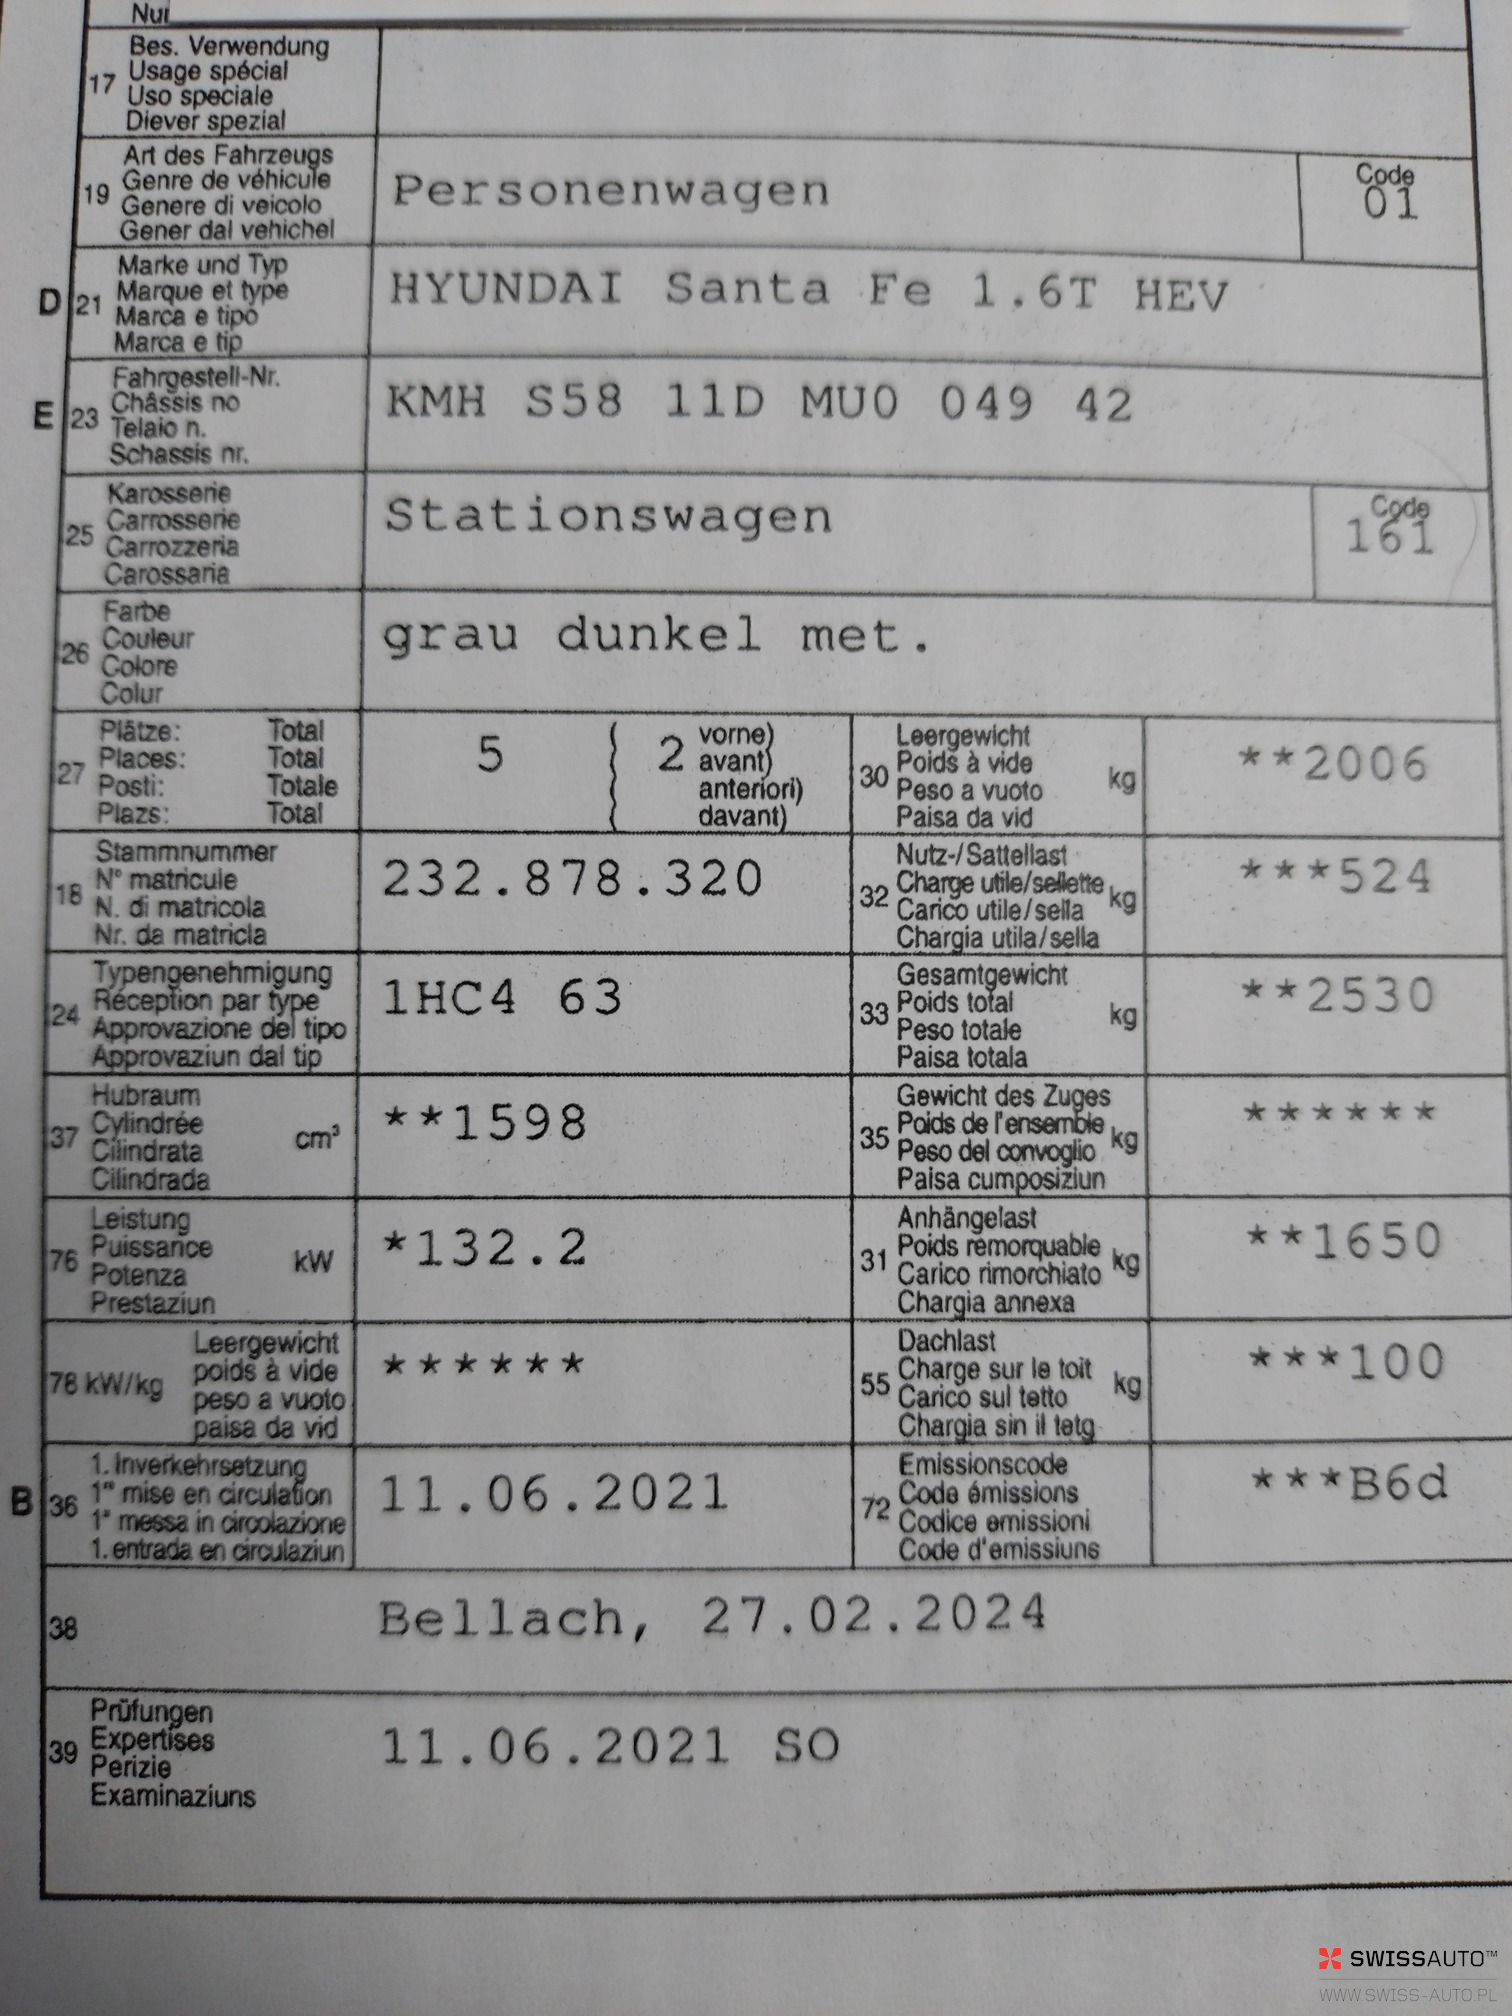 17 Bes. Verwendung
Usage spécial
Uso speciale
Diever spezial
19 Art des Fahrzeugs
Genre de véhicule
Genere di veicolo
Gener dal vehichel
Personenwagen
Code
01
D 21 Marke und Typ
Marque et type
Marca e tipo
Marca e tip
HYUNDAI Santa Fe 1.6T HEV
E 23 Fahrgestell-Nr.
Châssis no
Telaio n.
Schassis nr.
KMH S58 11D MU0 049 42
25 Karosserie
Carrosserie
Carrozzeria
Carossaria
Stationswagen
Code
161
26 Farbe
Couleur
Colore
Colur
grau dunkel met.
27 Plätze: Total
Places: Total
Posti: Totale
Plazs: Total
5 ( 2 vorne)
avant)
anteriori)
davant)
30 Leergewicht
Poids à vide kg
Peso a vuoto
Paisa da vid
**2006
18 Stammnummer
N° matricule
N. di matricola
Nr. da matricla
232.878.320
32 Nutz-/Sattellast
Charge utile/sellette kg
Carico utile/sella
Chargia utila/sella
***524
24 Typengenehmigung
Réception par type
Approvazione del tipo
Approvaziun dal tip
1HC4 63
33 Gesamtgewicht
Poids total kg
Peso totale
Paisa totala
**2530
37 Hubraum
Cylindrée cm³
Cilindrata
Cilindrada
**1598
35 Gewicht des Zuges
Poids de l'ensemble kg
Peso del convoglio
Paisa cumposiziun
******
76 Leistung
Puissance kW
Potenza
Prestaziun
*132.2
31 Anhängelast
Poids remorquable kg
Carico rimorchiato
Chargia annexa
**1650
78 kW/kg Leergewicht
poids à vide
peso a vuoto
paisa da vid
******
55 Dachlast
Charge sur le toit kg
Carico sul tetto
Chargia sin il tetg
***100
B 36 1. Inverkehrsetzung
1re mise en circulation
1a messa in circolazione
1. entrada en circulaziun
11.06.2021
72 Emissionscode
Code émissions
Codice emissioni
Code d'emissiuns
***B6d
38 Bellach, 27.02.2024
39 Prüfungen
Expertises
Perizie
Examinaziuns
11.06.2021 SO
SWISSAUTO™
WWW.SWISS-AUTO.PL